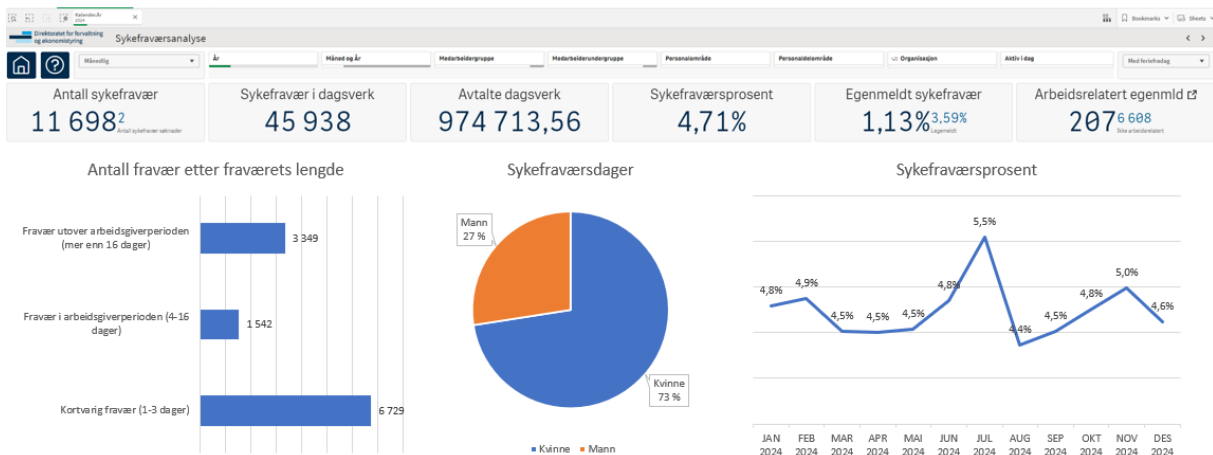 Kalender.År
2024
Bookmarks
Sheets
Direktoratet for forvaltning
og økonomistyring
Sykefraværsanalyse
Månedlig
År
Måned og År
Medarbeidergruppe
Medarbeiderundergruppe
Personalområde
Personaldelområde
Organisasjon
Aktiv i dag
Med feriefradag
Antall sykefravær
11 698
2
Antall sykefravær søknader
Sykefravær i dagsverk
45 938
Avtalte dagsverk
974 713,56
Sykefraværsprosent
4,71%
Egenmeldt sykefravær
1,13%
3,59%
Legemeldt
Arbeidsrelatert egenmld
207
6 608
Ikke arbeidsrelatert
Antall fravær etter fraværets lengde
Fravær utover arbeidsgiverperioden
(mer enn 16 dager)
3 349
Fravær i arbeidsgiverperioden (4-16
dager)
1 542
Kortvarig fravær (1-3 dager)
6 729
Sykefraværsdager
Mann
27 %
Kvinne
73 %
Kvinne Mann
Sykefraværsprosent
4,8% 4,9% 4,5% 4,5% 4,5% 4,8% 5,5% 4,4% 4,5% 4,8% 5,0% 4,6%
JAN FEB MAR APR MAI JUN JUL AUG SEP OKT NOV DES
2024 2024 2024 2024 2024 2024 2024 2024 2024 2024 2024 2024